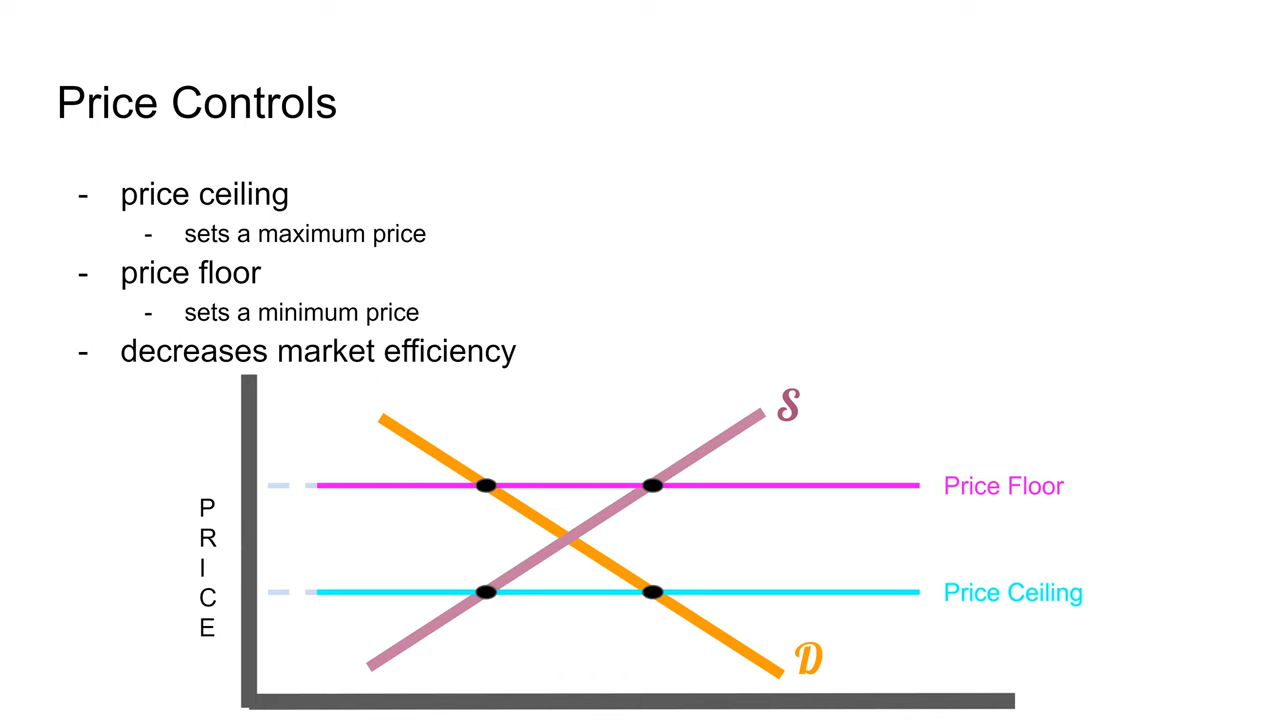 Price Controls
- price ceiling
- sets a maximum price
- price floor
- sets a minimum price
- decreases market efficiency
S
Price Floor
P
R
I
C
E
Price Ceiling
D